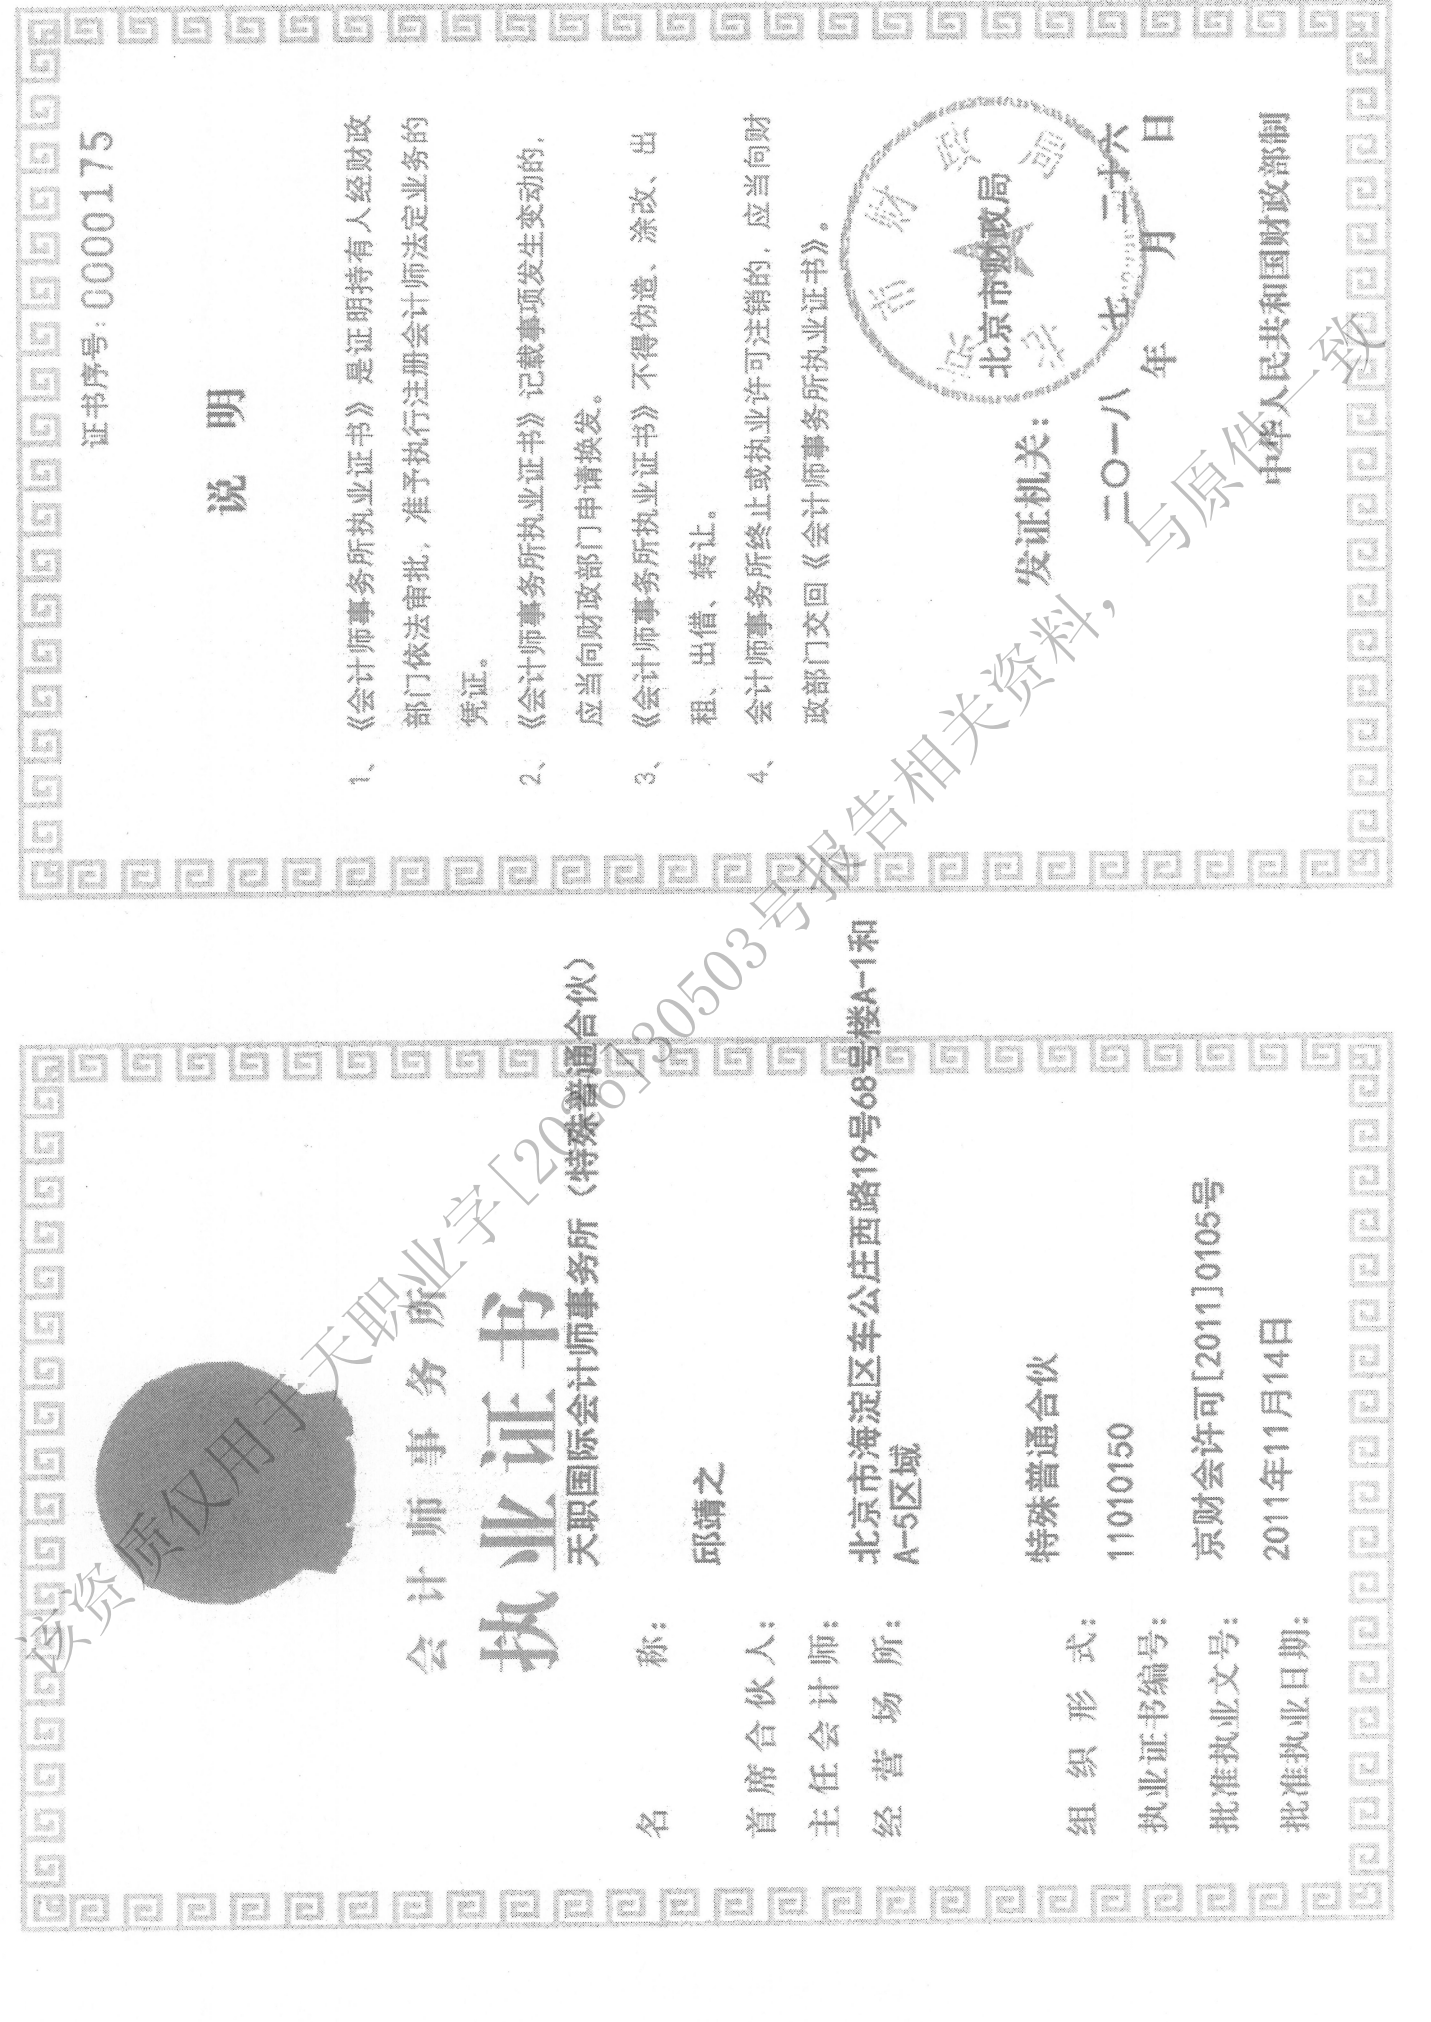 会计师事务所
执业证书
名 称：
天职国际会计师事务所（特殊普通合伙）
首席合伙人：
邱靖之
主任会计师：
经营场所：
北京市海淀区车公庄西路19号68号楼A-1和
A-5区域
组织形式：
特殊普通合伙
执业证书编号：
11010150
批准执业文号：
京财会许可[2011]0105号
批准执业日期：
2011年11月14日
证书序号：0000175
说 明
1、《会计师事务所执业证书》是证明持有人经财政
部门依法审批，准予执行注册会计师法定业务的
凭证。
2、《会计师事务所执业证书》记载事项发生变动的，
应当向财政部门申请换发。
3、《会计师事务所执业证书》不得伪造、涂改、出
租、出借、转让。
4、会计师事务所终止或执业许可注销的，应当向财
政部门交回《会计师事务所执业证书》。
发证机关：
北京市财政局
北京市财政局
二〇一八年七月二十六日
中华人民共和国财政部制
该资质仅用于天职业字[2026]30503号报告相关资料，与原件一致